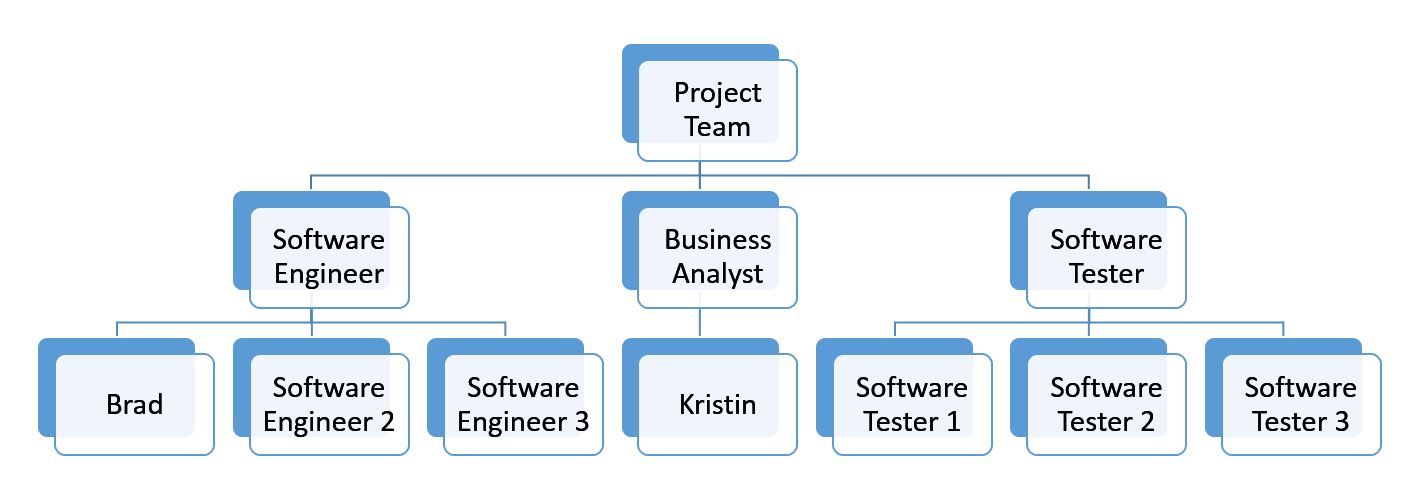 Project
Team
Software
Engineer
Business
Analyst
Software
Tester
Brad
Software
Engineer 2
Software
Engineer 3
Kristin
Software
Tester 1
Software
Tester 2
Software
Tester 3